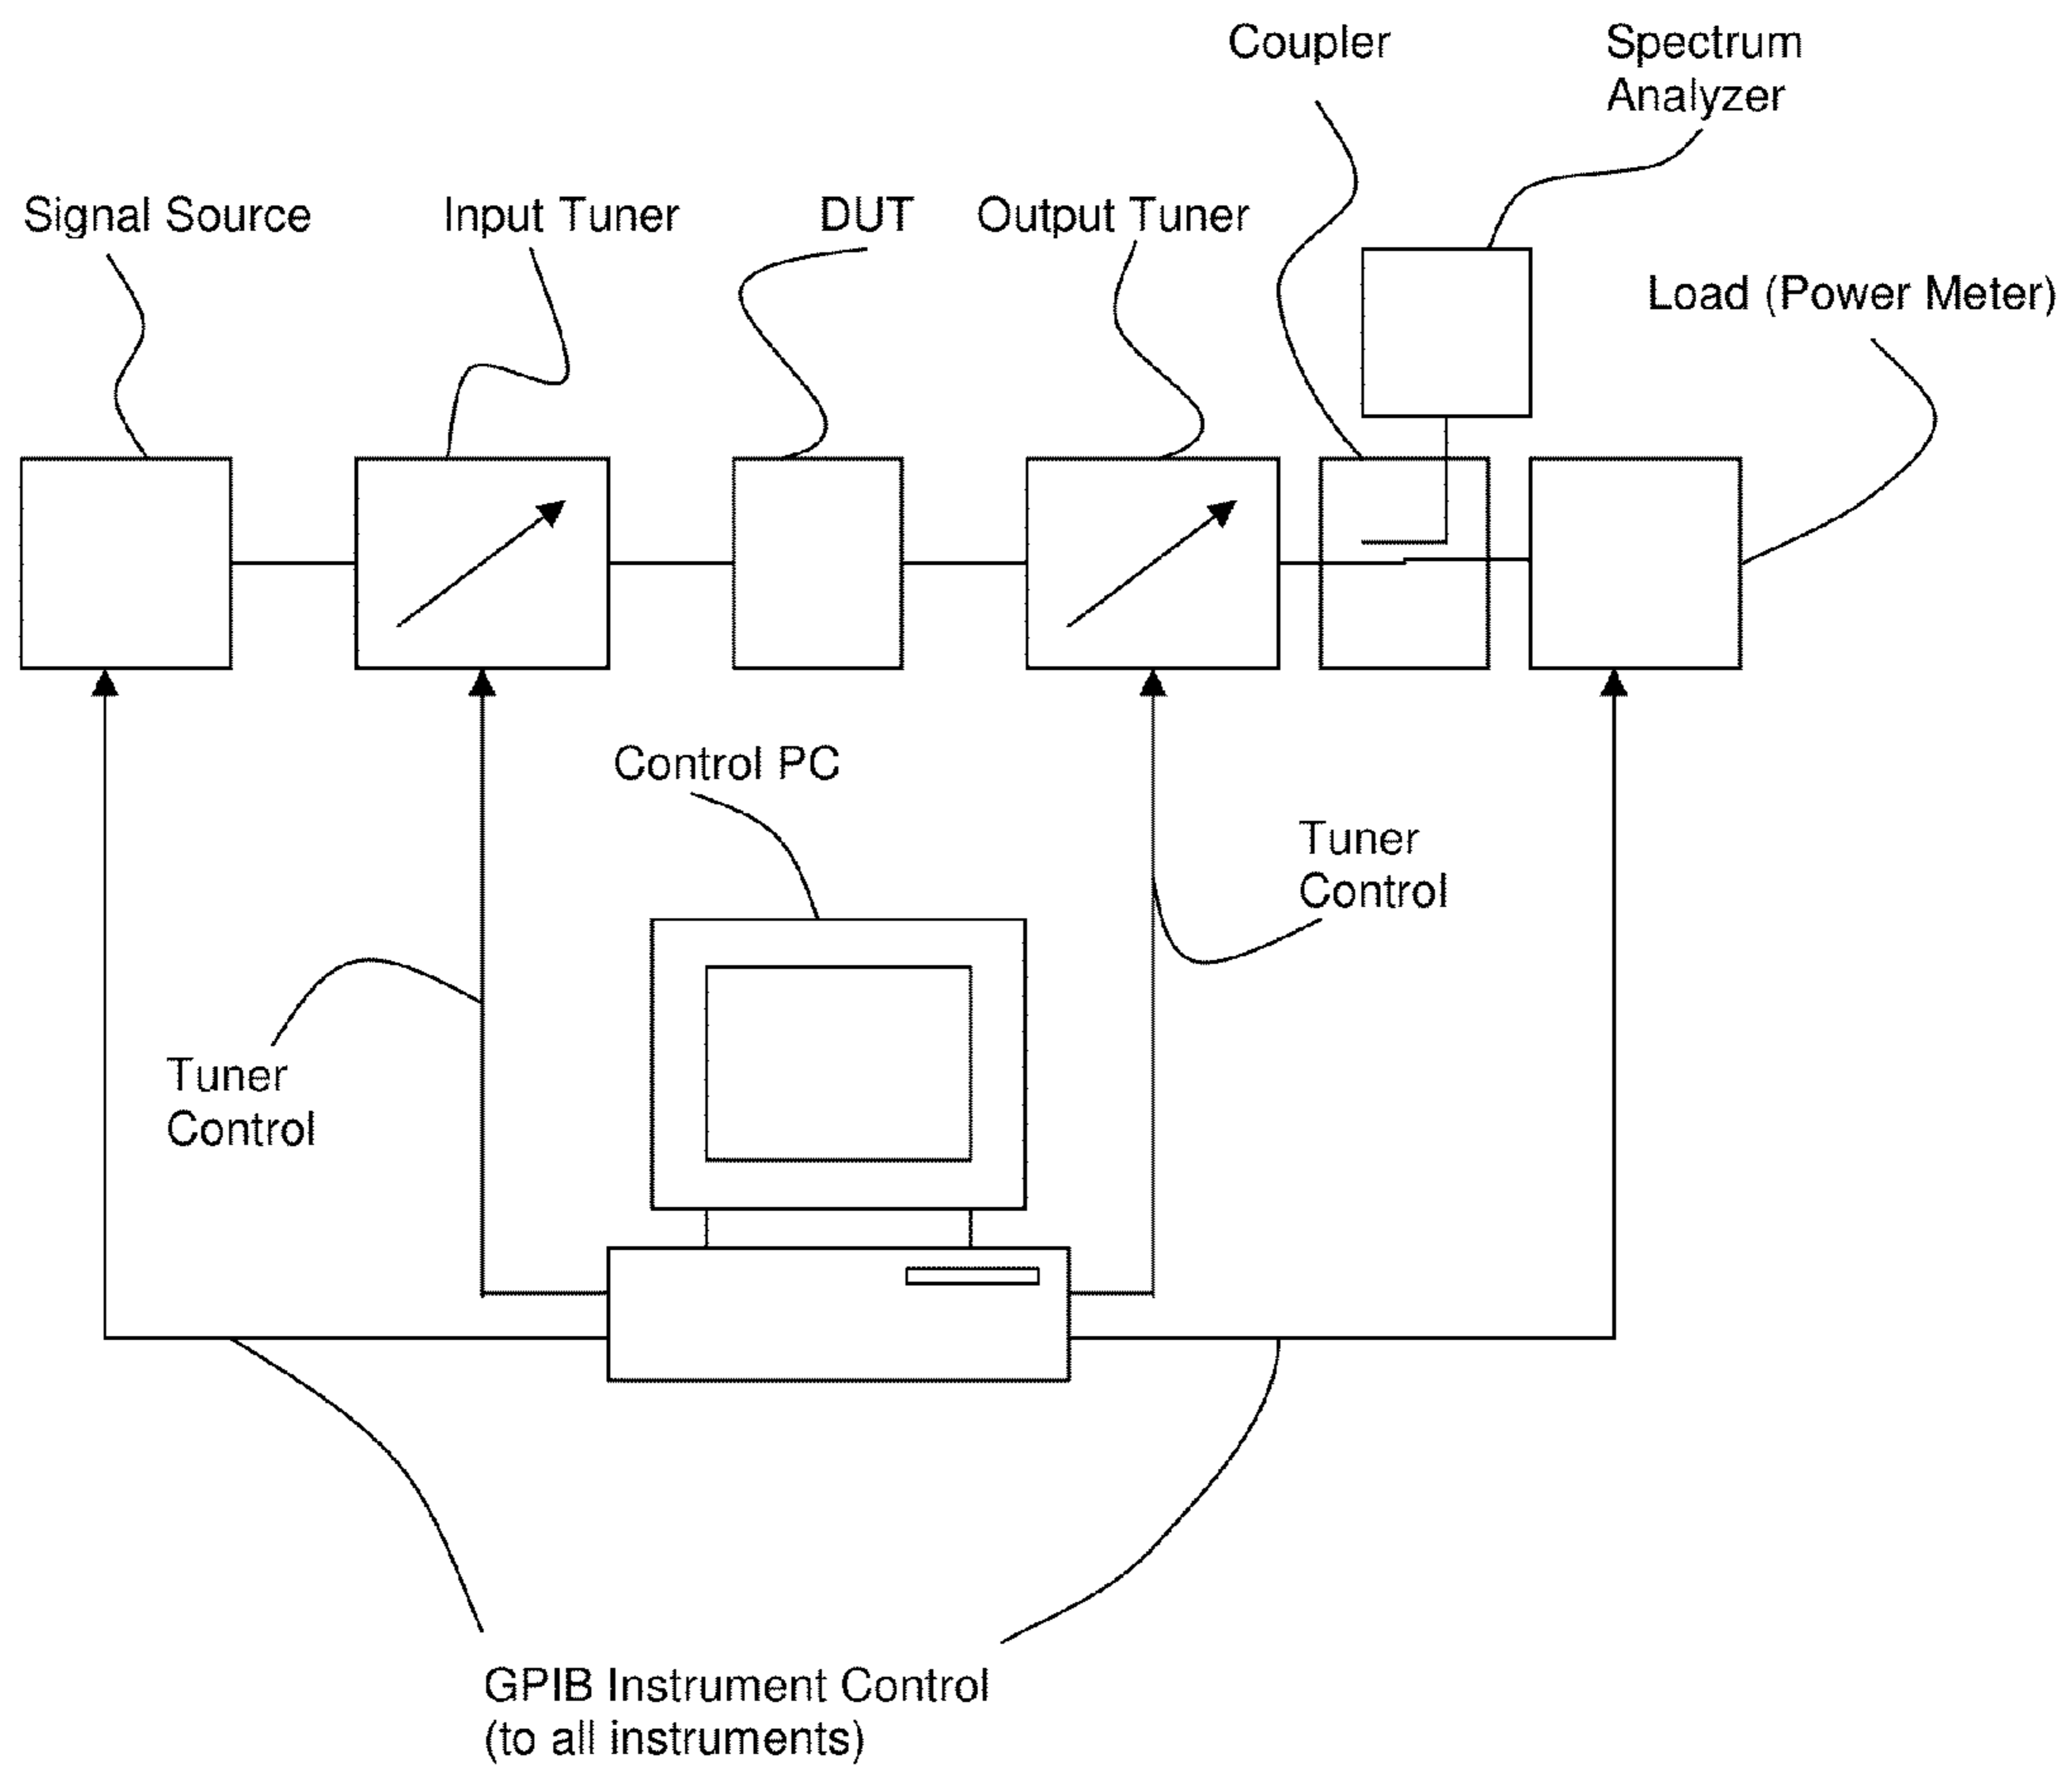 Coupler
Spectrum
Analyzer
Signal Source
Input Tuner
DUT
Output Tuner
Load (Power Meter)
Control PC
Tuner
Control
Tuner
Control
GPIB Instrument Control
(to all instruments)